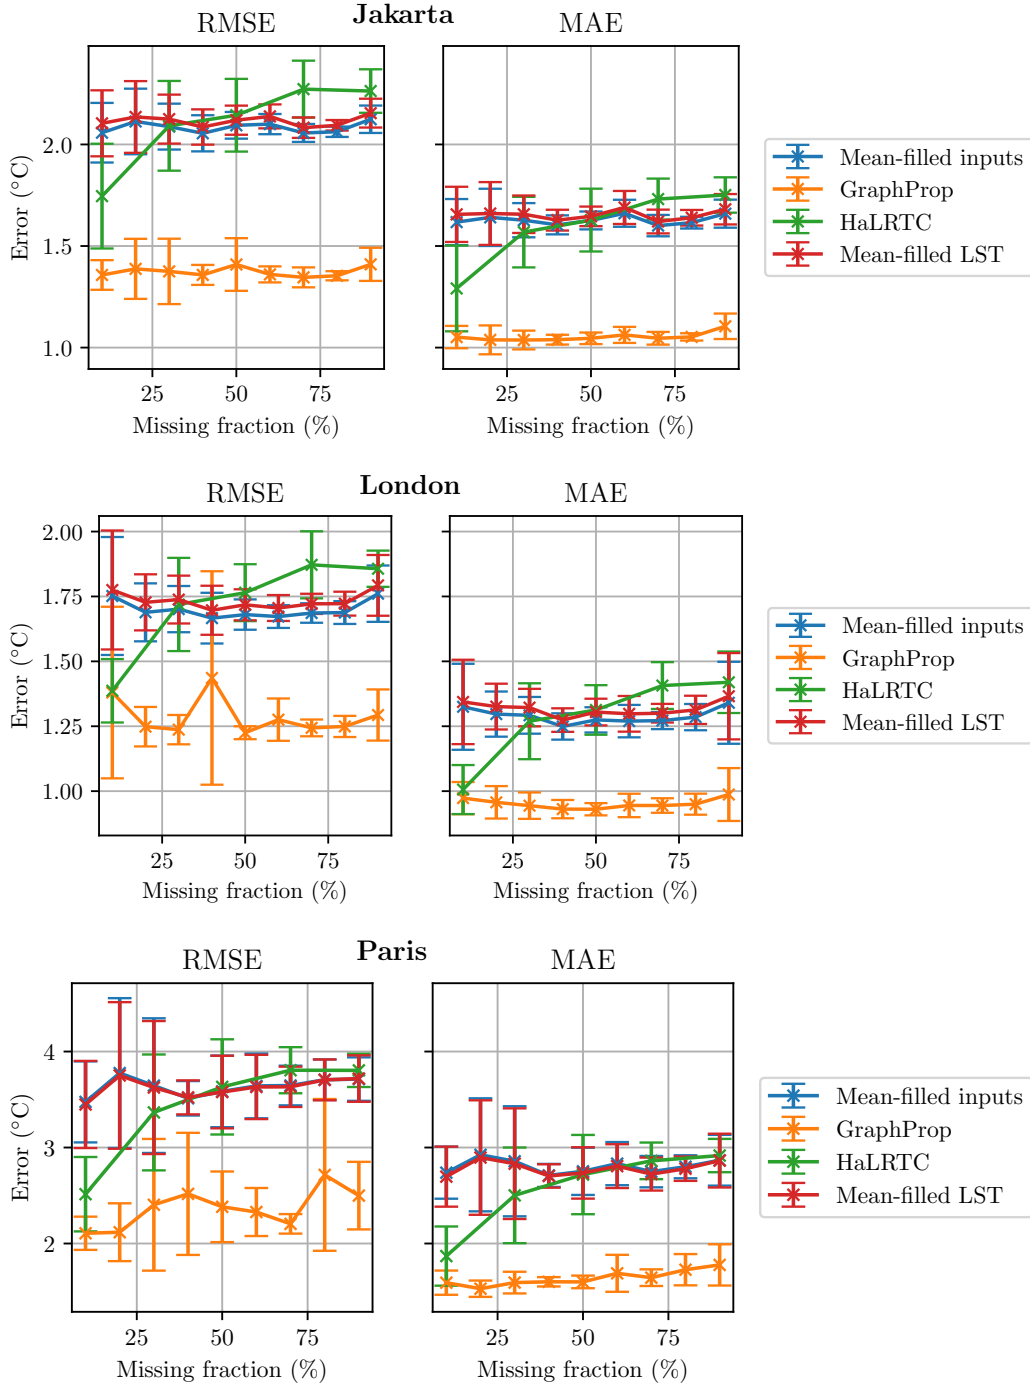 Jakarta
RMSE
MAE
2.0
1.5
1.0
Error (°C)
25
50
75
25
50
75
Missing fraction (%)
Missing fraction (%)
Mean-filled inputs
GraphProp
HaLRTC
Mean-filled LST
London
RMSE
MAE
2.00
1.75
1.50
1.25
1.00
Error (°C)
25
50
75
25
50
75
Missing fraction (%)
Missing fraction (%)
Mean-filled inputs
GraphProp
HaLRTC
Mean-filled LST
Paris
RMSE
MAE
4
3
2
Error (°C)
25
50
75
25
50
75
Missing fraction (%)
Missing fraction (%)
Mean-filled inputs
GraphProp
HaLRTC
Mean-filled LST